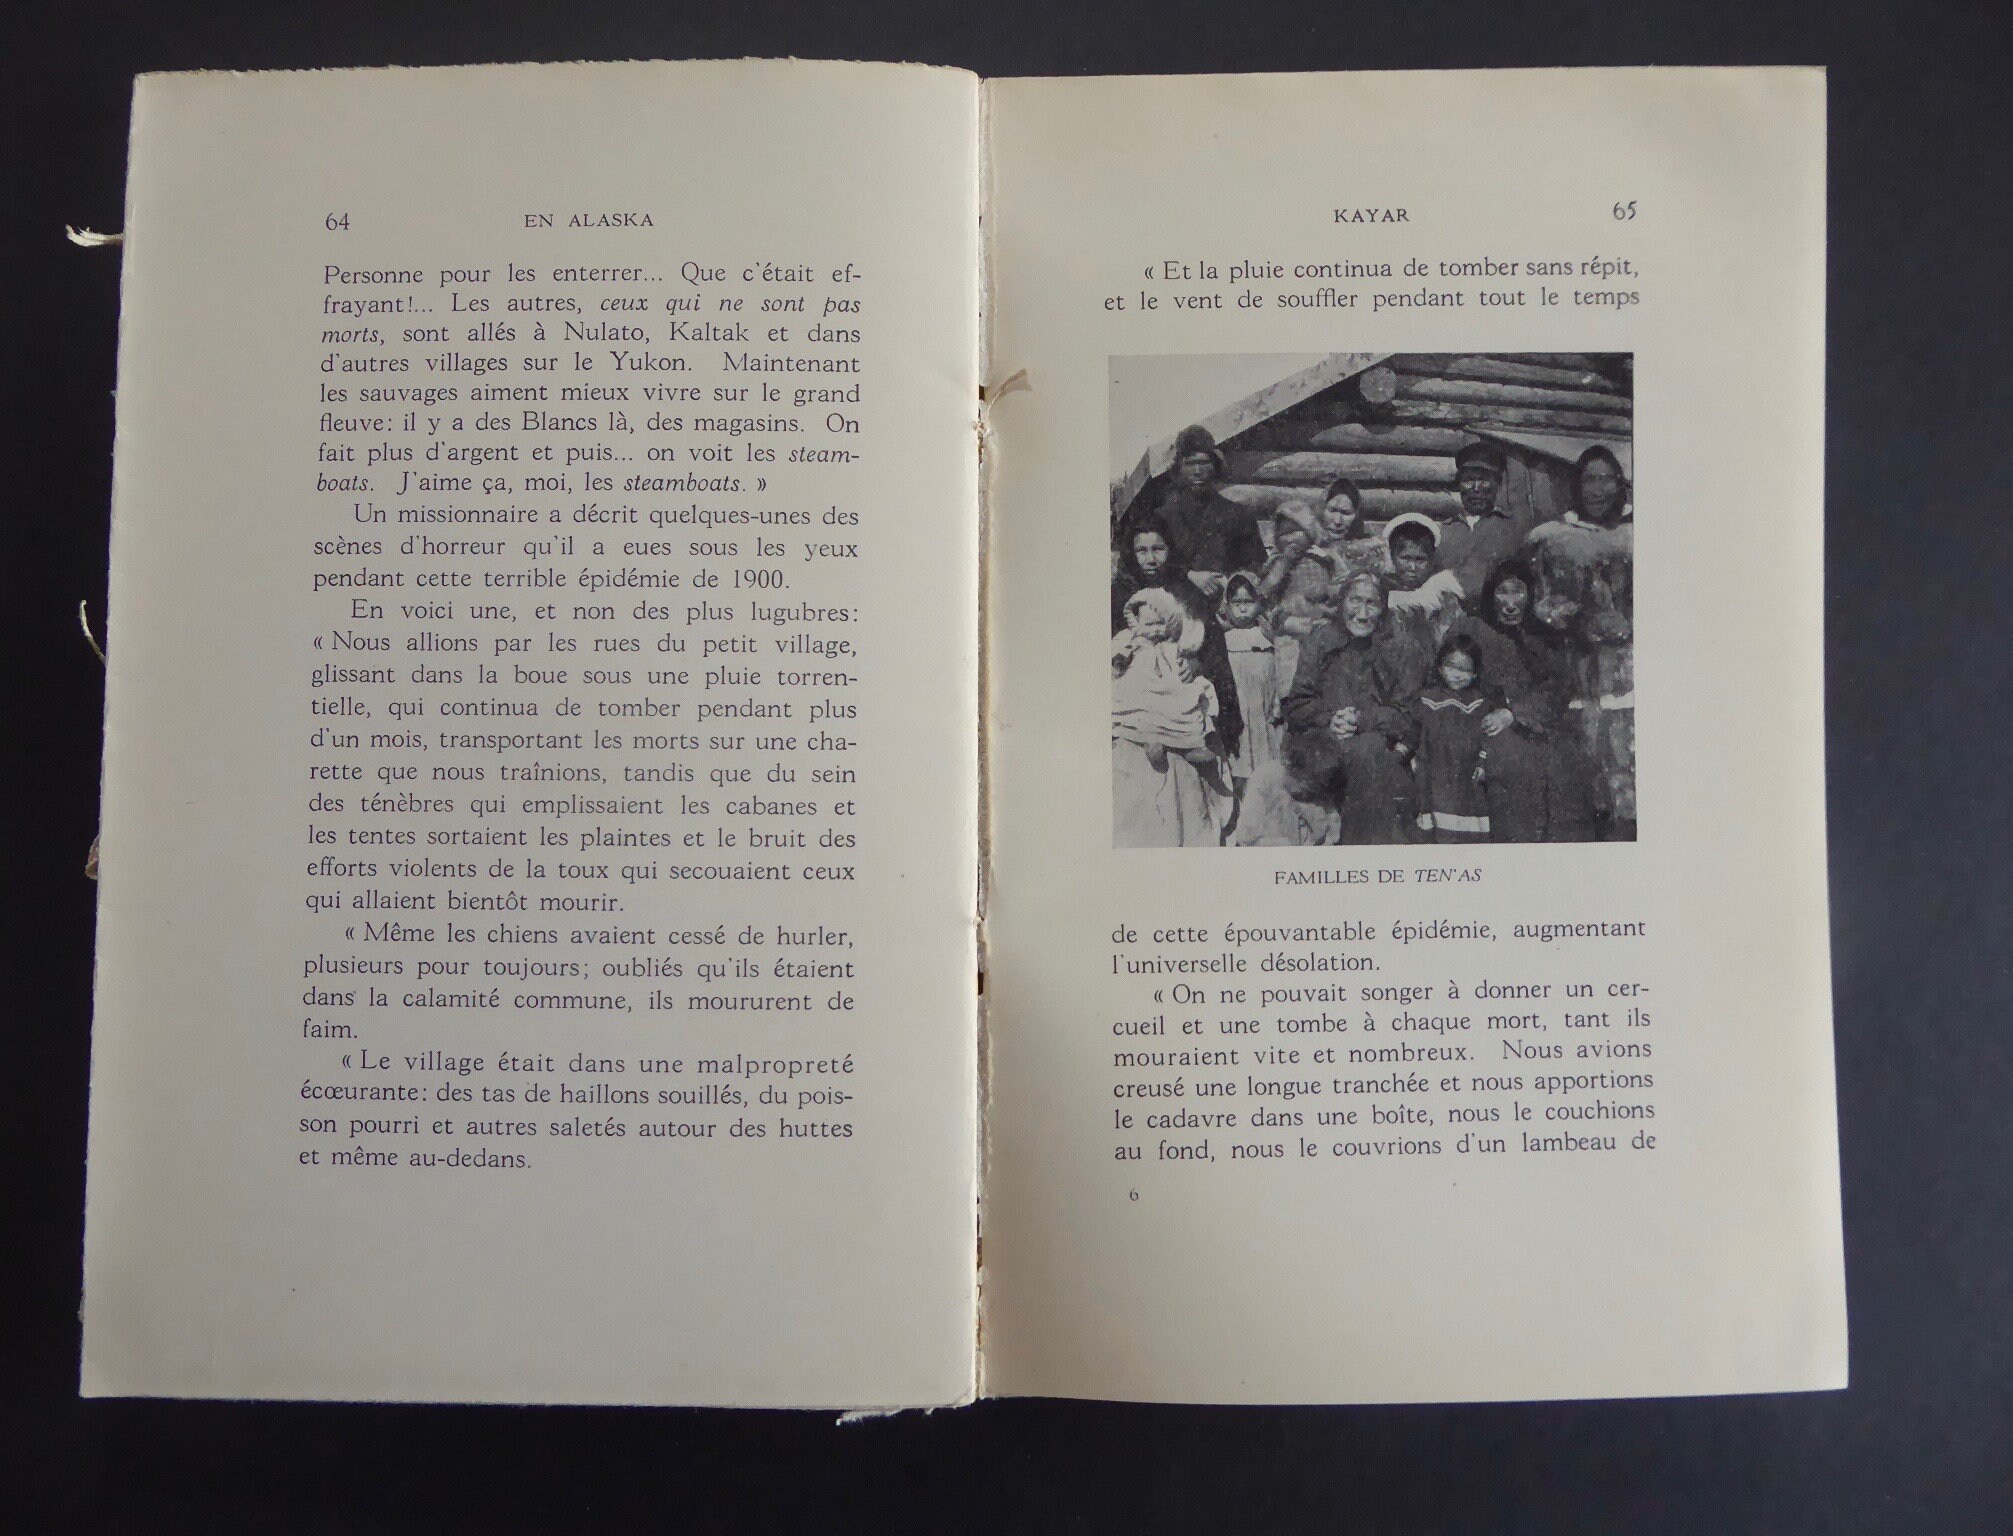 64
EN ALASKA
Personne pour les enterrer... Que c'était ef-
frayant!... Les autres, ceux qui ne sont pas
morts, sont allés à Nulato, Kaltak et dans
d'autres villages sur le Yukon. Maintenant
les sauvages aiment mieux vivre sur le grand
fleuve: il y a des Blancs là, des magasins. On
fait plus d'argent et puis... on voit les steam-
boats. J'aime ça, moi, les steamboats. »
Un missionnaire a décrit quelques-unes des
scènes d'horreur qu'il a eues sous les yeux
pendant cette terrible épidémie de 1900.
En voici une, et non des plus lugubres:
« Nous allions par les rues du petit village,
glissant dans la boue sous une pluie torren-
tielle, qui continua de tomber pendant plus
d'un mois, transportant les morts sur une cha-
rette que nous traînions, tandis que du sein
des ténèbres qui emplissaient les cabanes et
les tentes sortaient les plaintes et le bruit des
efforts violents de la toux qui secouaient ceux
qui allaient bientôt mourir.
« Même les chiens avaient cessé de hurler,
plusieurs pour toujours; oubliés qu'ils étaient
dans la calamité commune, ils moururent de
faim.
« Le village était dans une malpropreté
écœurante: des tas de haillons souillés, du pois-
son pourri et autres saletés autour des huttes
et même au-dedans.
KAYAR
65
« Et la pluie continua de tomber sans répit,
et le vent de souffler pendant tout le temps
FAMILLES DE TEN'AS
de cette épouvantable épidémie, augmentant
l'universelle désolation.
« On ne pouvait songer à donner un cer-
cueil et une tombe à chaque mort, tant ils
mouraient vite et nombreux. Nous avions
creusé une longue tranchée et nous apportions
le cadavre dans une boîte, nous le couchions
au fond, nous le couvrions d'un lambeau de
6